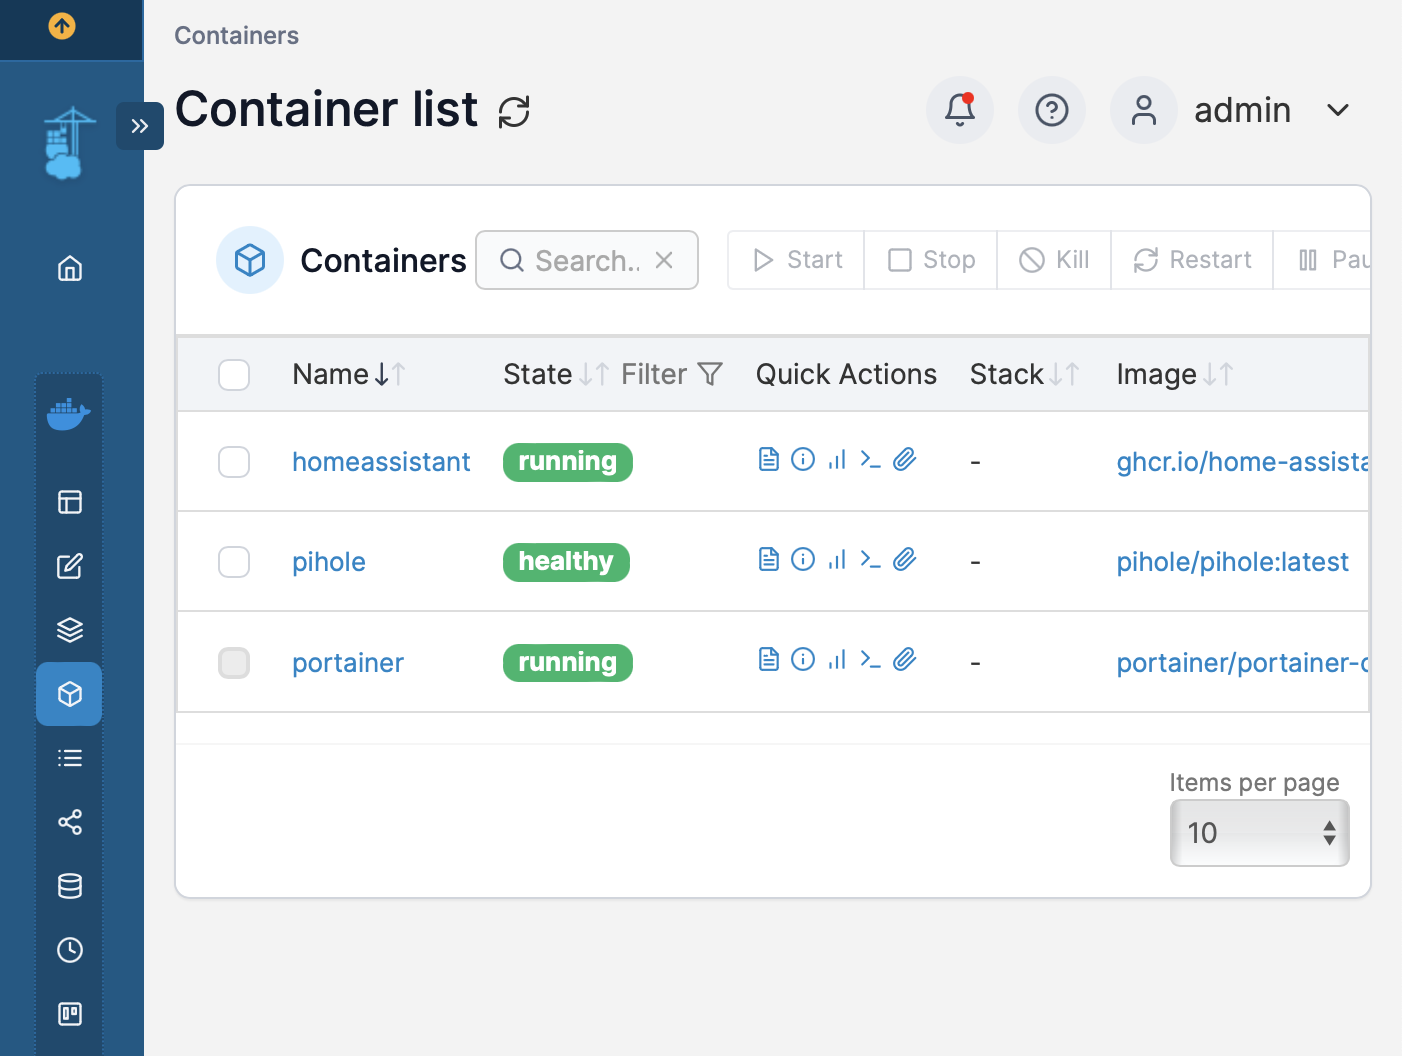 Containers
Container list
admin
Containers Search.. Start Stop Kill Restart Pau
Name State Filter Quick Actions Stack Image
homeassistant running - ghcr.io/home-assista
pihole healthy - pihole/pihole:latest
portainer running - portainer/portainer-c
Items per page
10